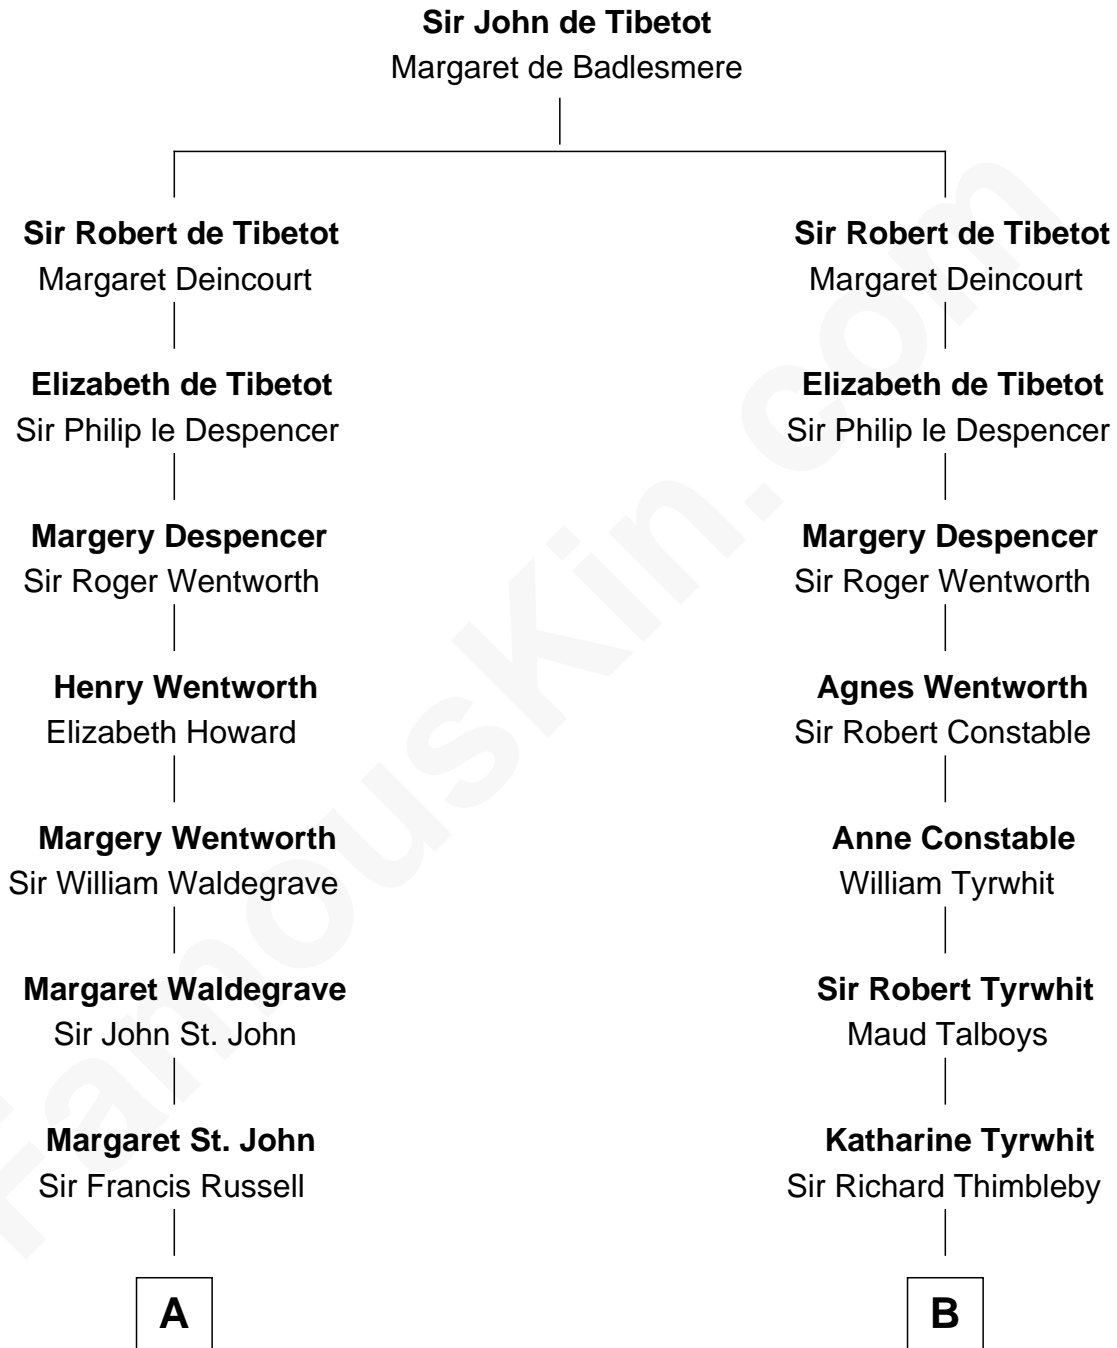 Sir John de Tibetot
Margaret de Badlesmere
Sir Robert de Tibetot
Margaret Deincourt
Sir Robert de Tibetot
Margaret Deincourt
Elizabeth de Tibetot
Sir Philip le Despencer
Elizabeth de Tibetot
Sir Philip le Despencer
Margery Despencer
Sir Roger Wentworth
Margery Despencer
Sir Roger Wentworth
Henry Wentworth
Elizabeth Howard
Agnes Wentworth
Sir Robert Constable
Margery Wentworth
Sir William Waldegrave
Anne Constable
William Tyrwhit
Margaret Waldegrave
Sir John St. John
Sir Robert Tyrwhit
Maud Talboys
Margaret St. John
Sir Francis Russell
Katharine Tyrwhit
Sir Richard Thimbleby
A
B
FamousKin.com